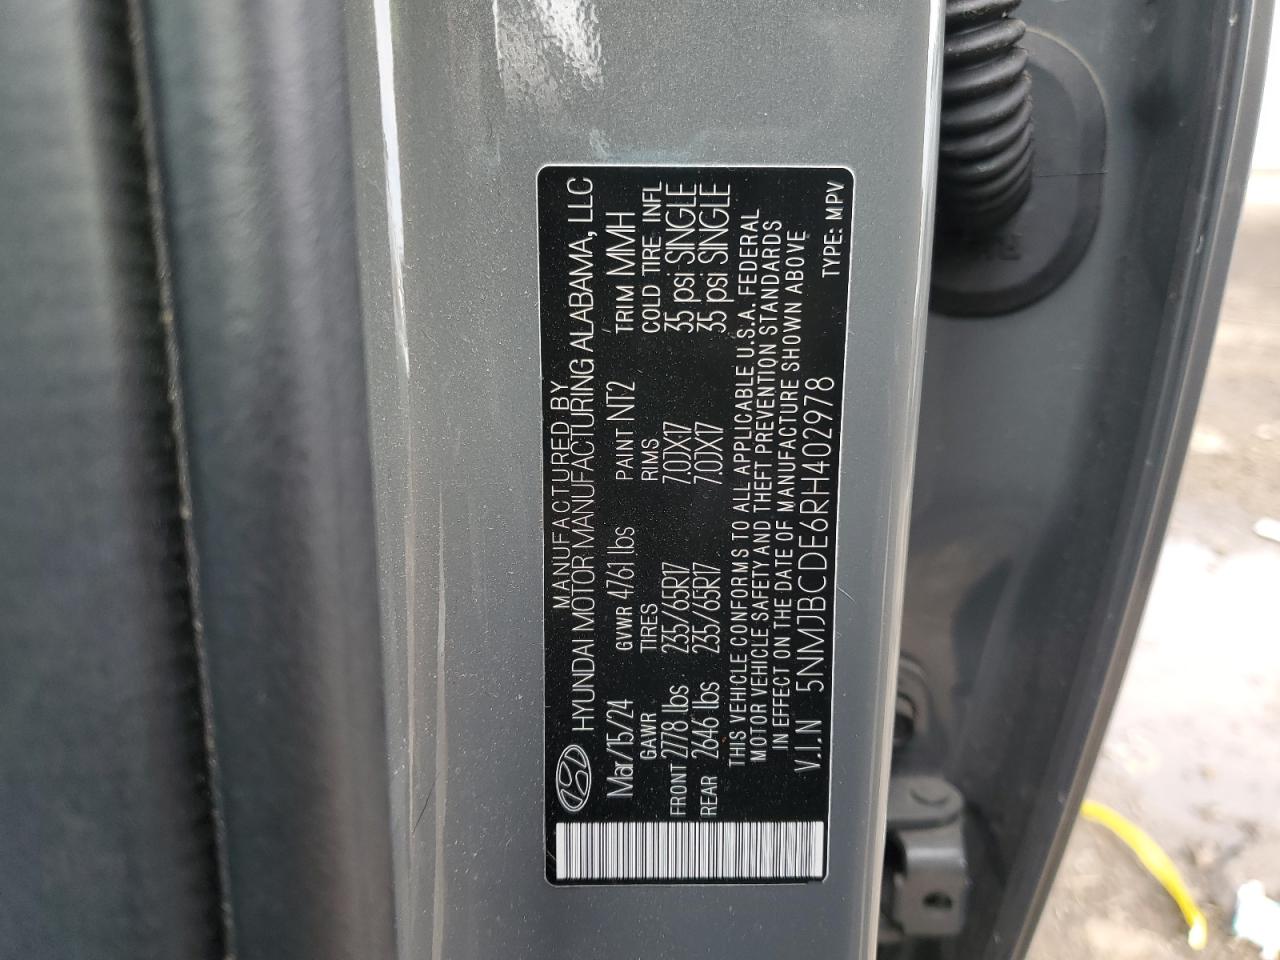 MANUFACTURED BY
HYUNDAI MOTOR MANUFACTURING ALABAMA, LLC
Mar/15/24 GVWR 4761 lbs PAINT NT2 TRIM MMH
GAWR TIRES RIMS COLD TIRE INFL
FRONT 2778 lbs 235/65R17 7.0JX17 35 psi SINGLE
REAR 2646 lbs 235/65R17 7.0JX17 35 psi SINGLE
THIS VEHICLE CONFORMS TO ALL APPLICABLE U.S.A. FEDERAL
MOTOR VEHICLE SAFETY AND THEFT PREVENTION STANDARDS
IN EFFECT ON THE DATE OF MANUFACTURE SHOWN ABOVE
V.I.N 5NMJBCDE6RH402978 TYPE: MPV